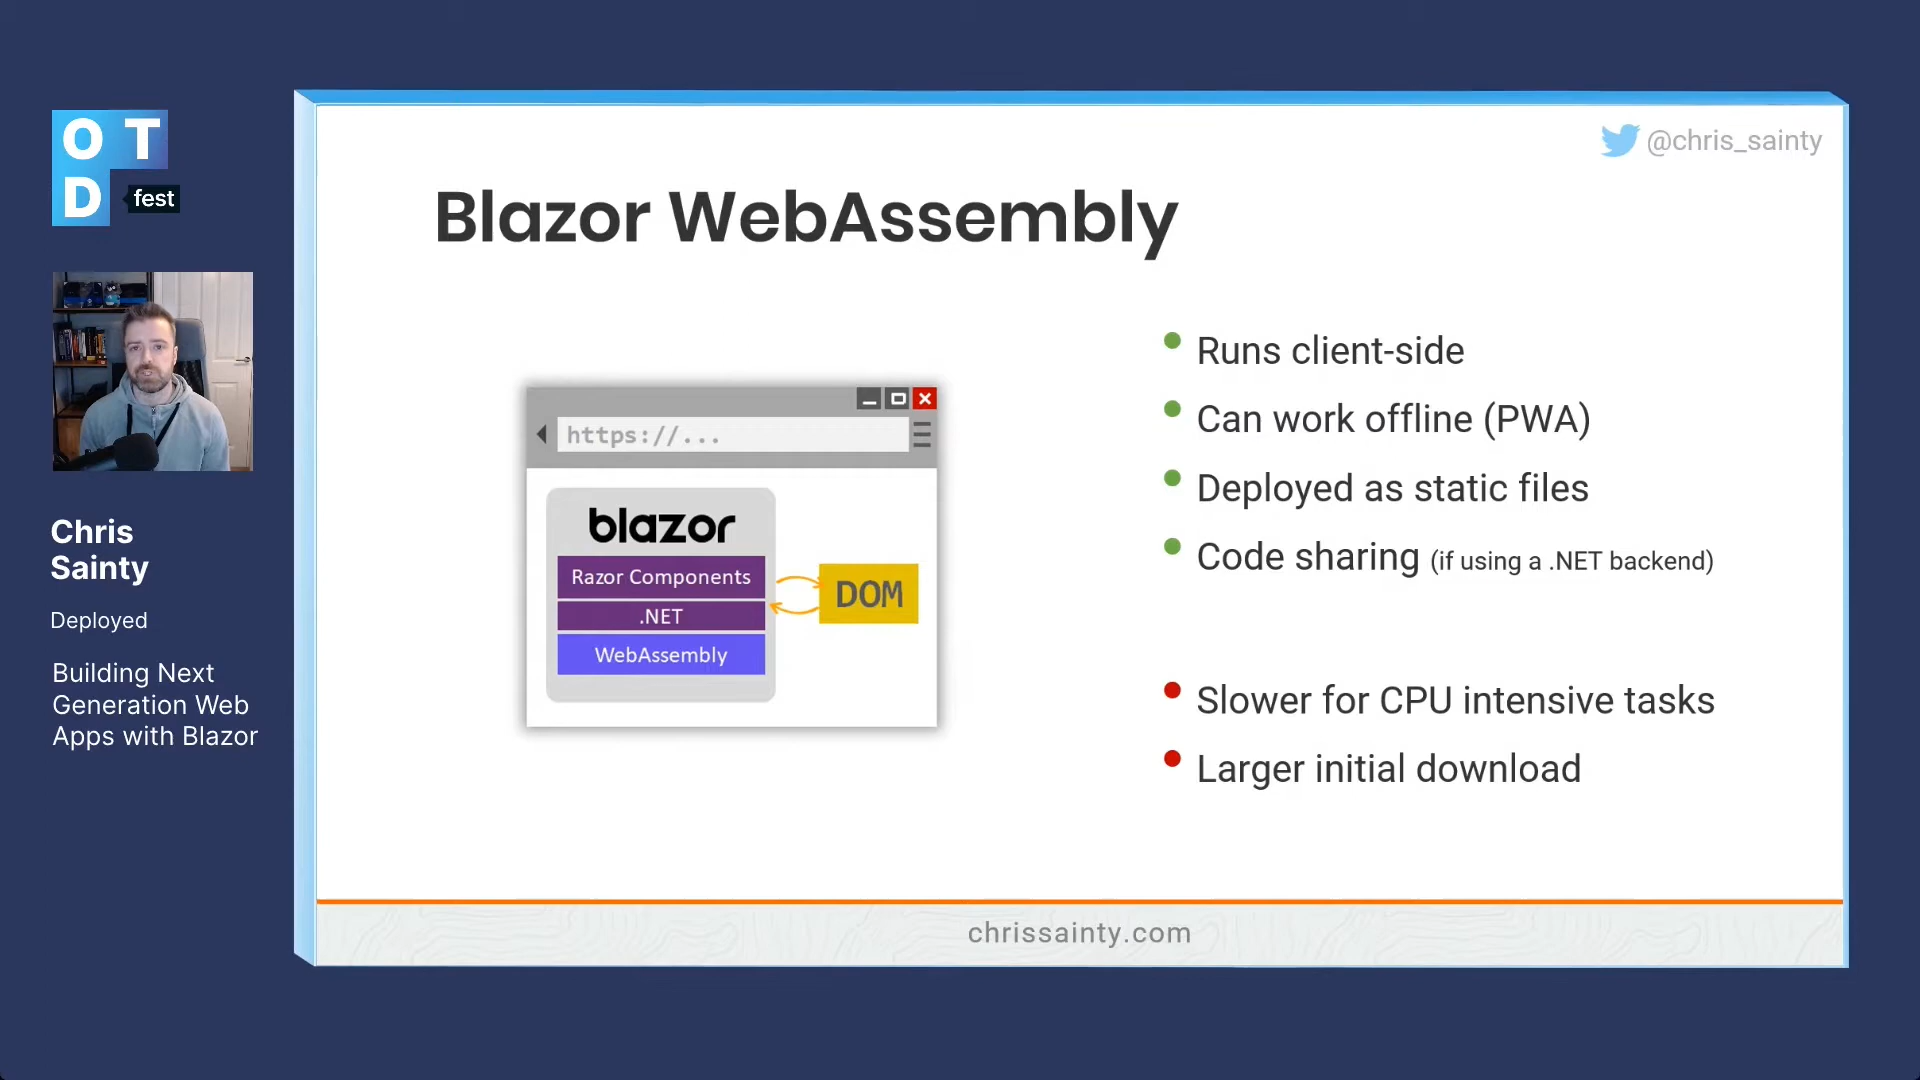 OT
D fest
Chris
Sainty
Deployed
Building Next
Generation Web
Apps with Blazor
@chris_sainty
Blazor WebAssembly
https://...
blazor
Razor Components
.NET
WebAssembly
DOM
Runs client-side
Can work offline (PWA)
Deployed as static files
Code sharing (if using a .NET backend)
Slower for CPU intensive tasks
Larger initial download
chrissainty.com